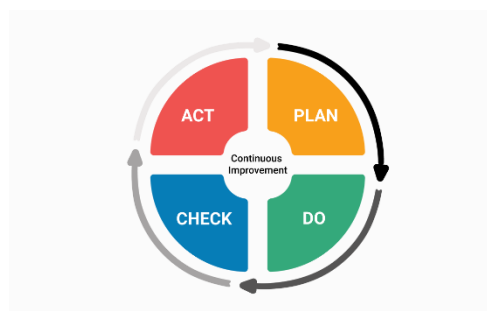 ACT
PLAN
Continuous
Improvement
CHECK
DO